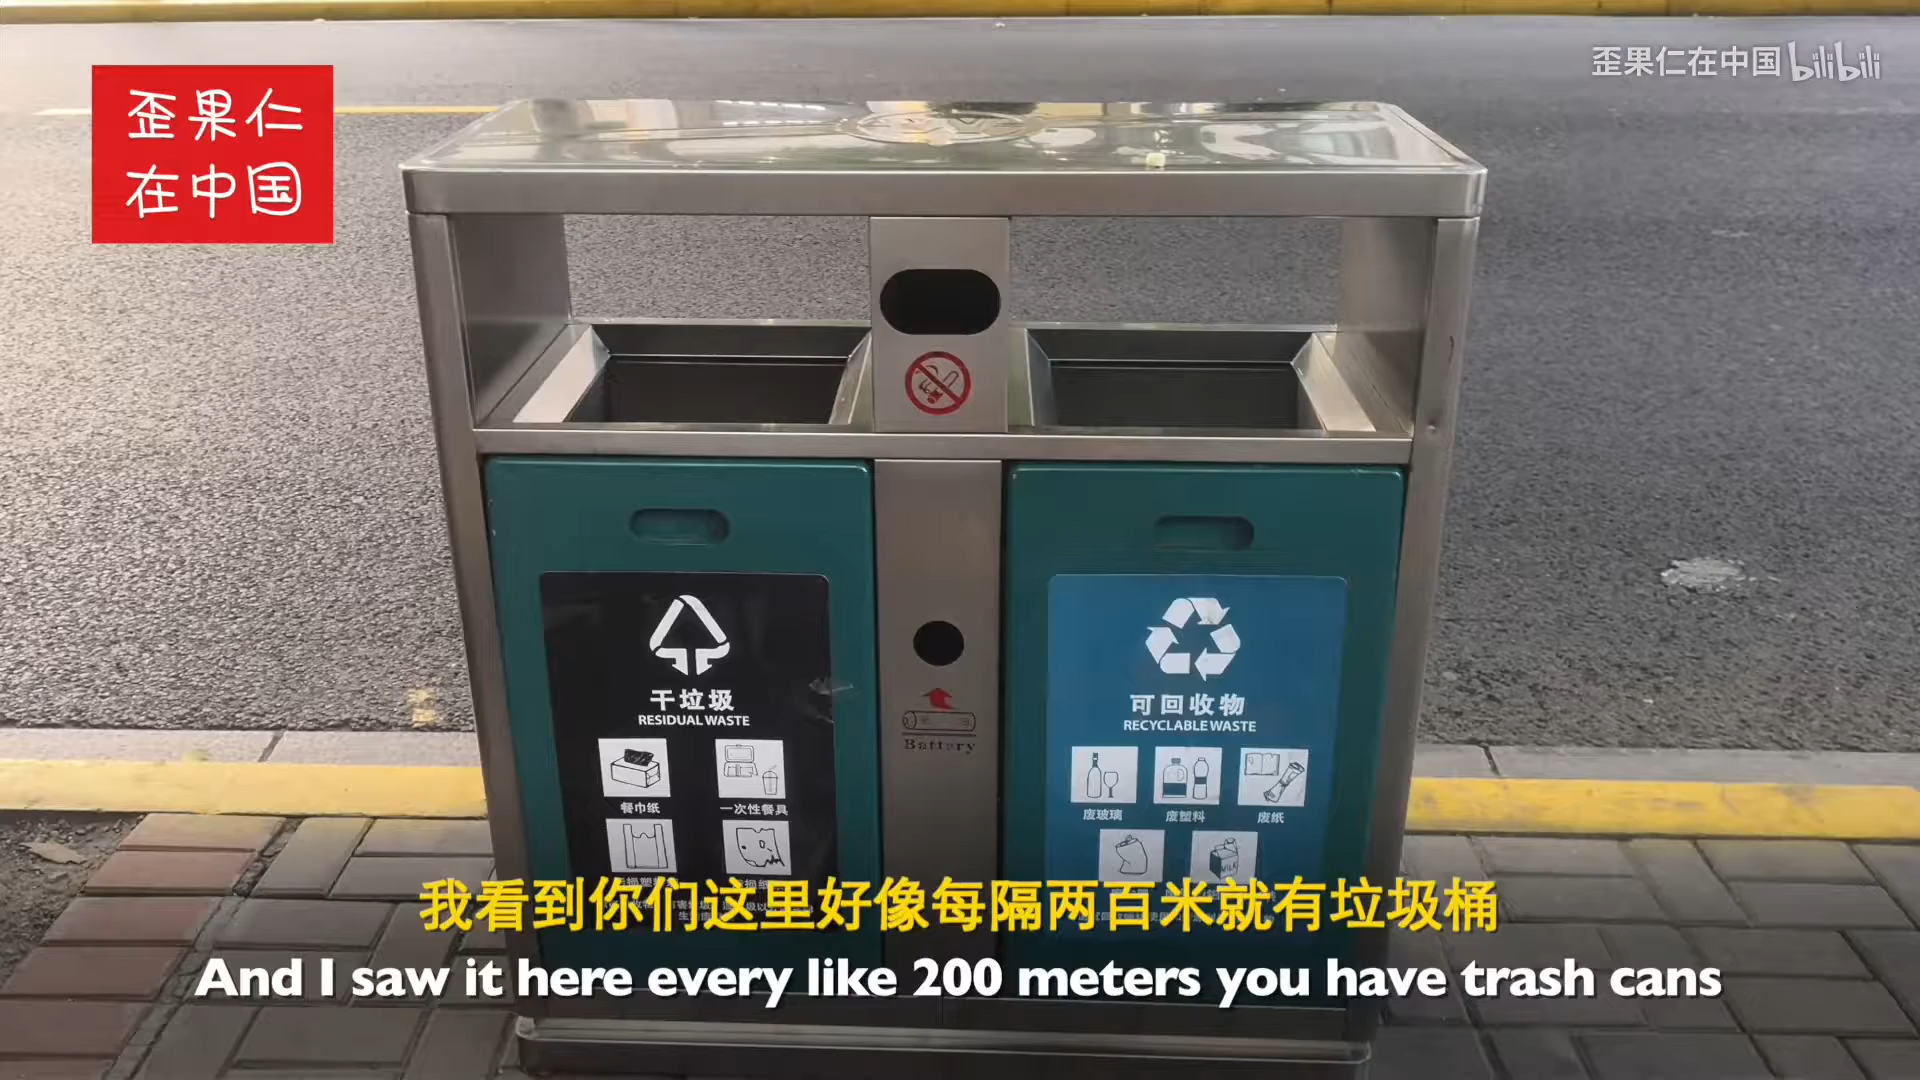 歪果仁在中国 bilibili
歪果仁
在中国
干垃圾
RESIDUAL WASTE
餐巾纸
一次性餐具
Battery
可回收物
RECYCLABLE WASTE
废玻璃
废塑料
废纸
MILK
我看到你们这里好像每隔两百米就有垃圾桶
And I saw it here every like 200 meters you have trash cans